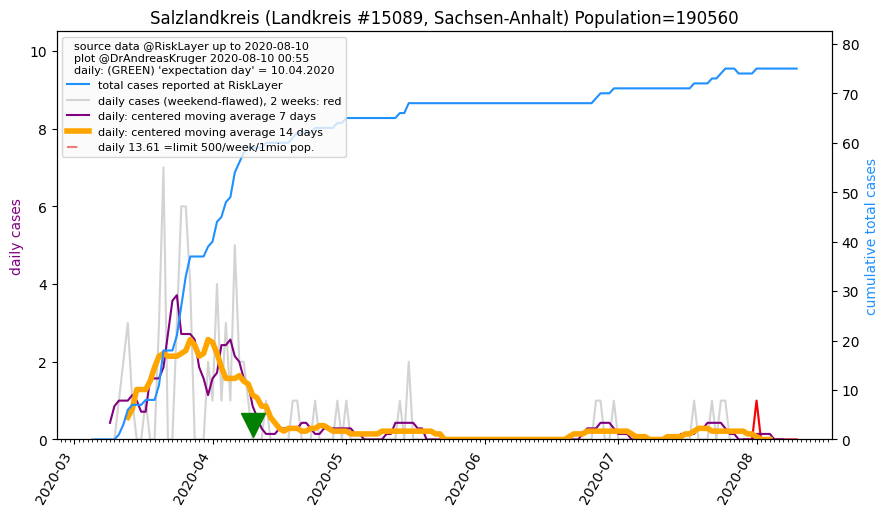 Salzlandkreis (Landkreis #15089, Sachsen-Anhalt) Population=190560
source data @RiskLayer up to 2020-08-10
plot @DrAndreasKruger 2020-08-10 00:55
daily: (GREEN) 'expectation day' = 10.04.2020
total cases reported at RiskLayer
daily cases (weekend-flawed), 2 weeks: red
daily: centered moving average 7 days
daily: centered moving average 14 days
daily 13.61 =limit 500/week/1mio pop.
daily cases
10
8
6
4
2
0
cumulative total cases
80
70
60
50
40
30
20
10
0
2020-03
2020-04
2020-05
2020-06
2020-07
2020-08